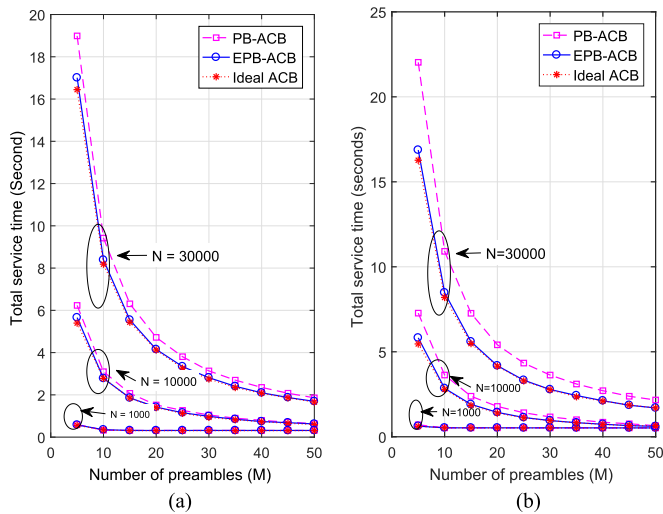 20
18
16
14
12
10
8
6
4
2
0
Total service time (Second)
PB-ACB
EPB-ACB
Ideal ACB
N = 30000
N = 10000
N = 1000
0 10 20 30 40 50
Number of preambles (M)
(a)
25
20
15
10
5
0
Total service time (seconds)
PB-ACB
EPB-ACB
Ideal ACB
N=30000
N=10000
N=1000
0 10 20 30 40 50
Number of preambles (M)
(b)